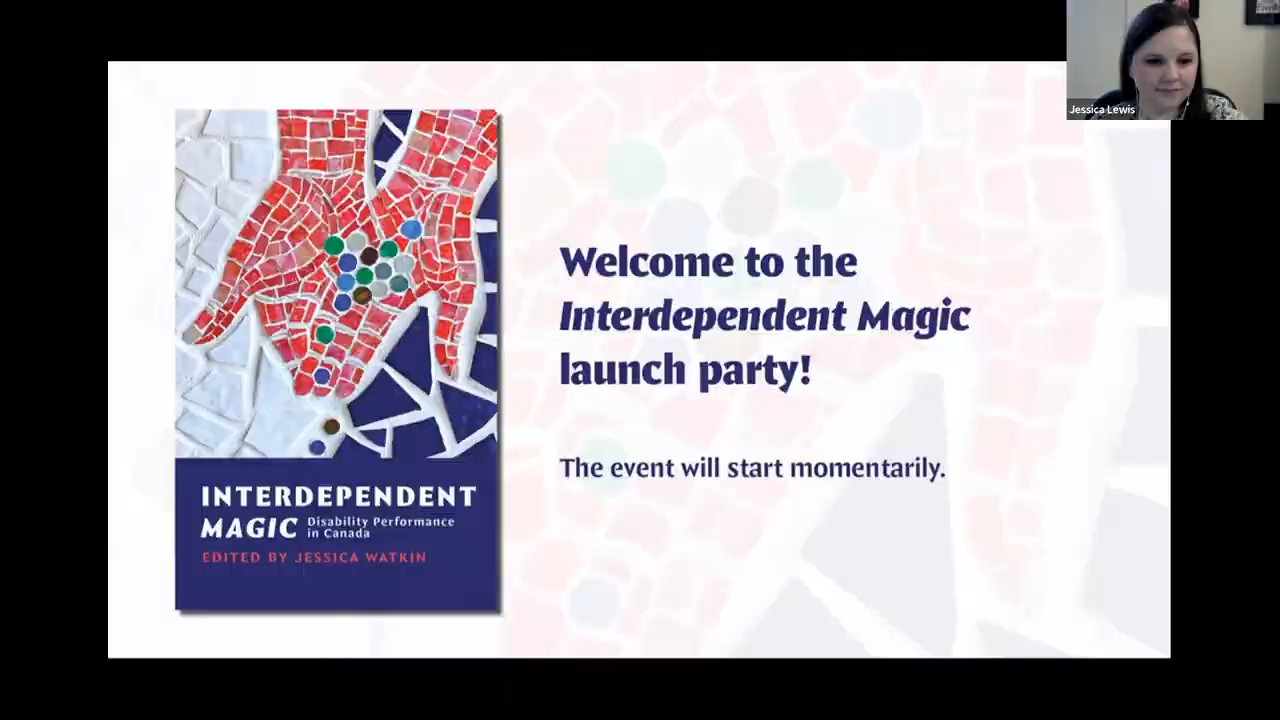 Jessica Lewis
Welcome to the
Interdependent Magic
launch party!
The event will start momentarily.
INTERDEPENDENT
MAGIC Disability Performance
in Canada
EDITED BY JESSICA WATKIN